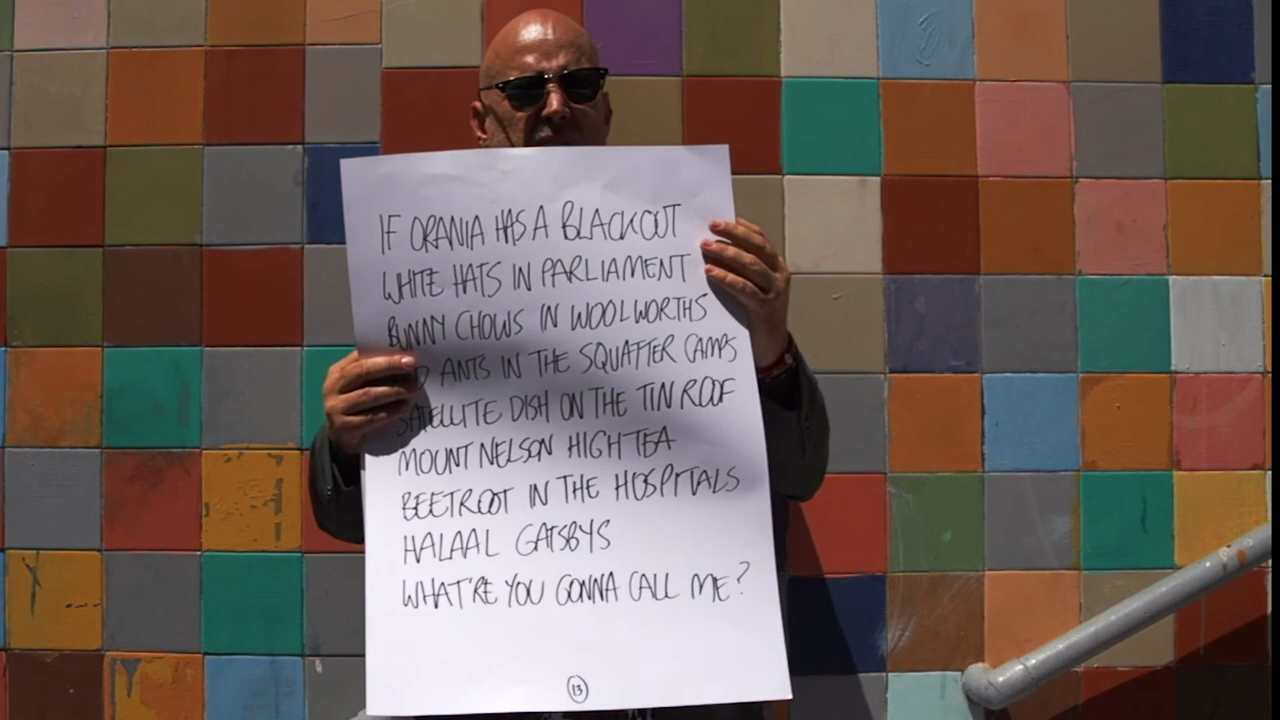 IF ORANIA HAS A BLACKOUT
WHITE HATS IN PARLIAMENT
BUNNY CHOWS IN WOOLWORTHS
ANTS IN THE SQUATTER CAMPS
SATELLITE DISH ON THE TIN ROOF
MOUNT NELSON HIGH TEA
BEETROOT IN THE HOSPITALS
HALAAL GATSBYS
WHAT'RE YOU GONNA CALL ME?
13